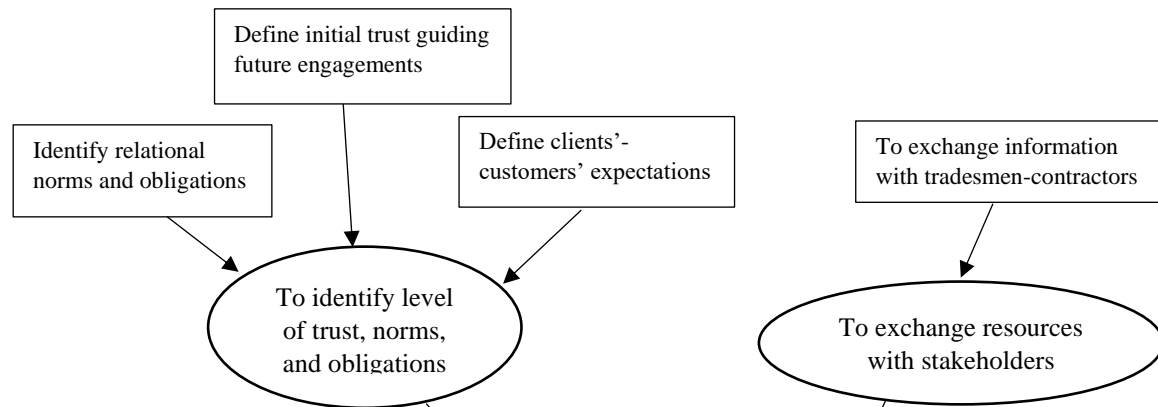 Define initial trust guiding
future engagements
Identify relational
norms and obligations
Define clients’-
customers’ expectations
To exchange information
with tradesmen-contractors
To identify level
of trust, norms,
and obligations
To exchange resources
with stakeholders